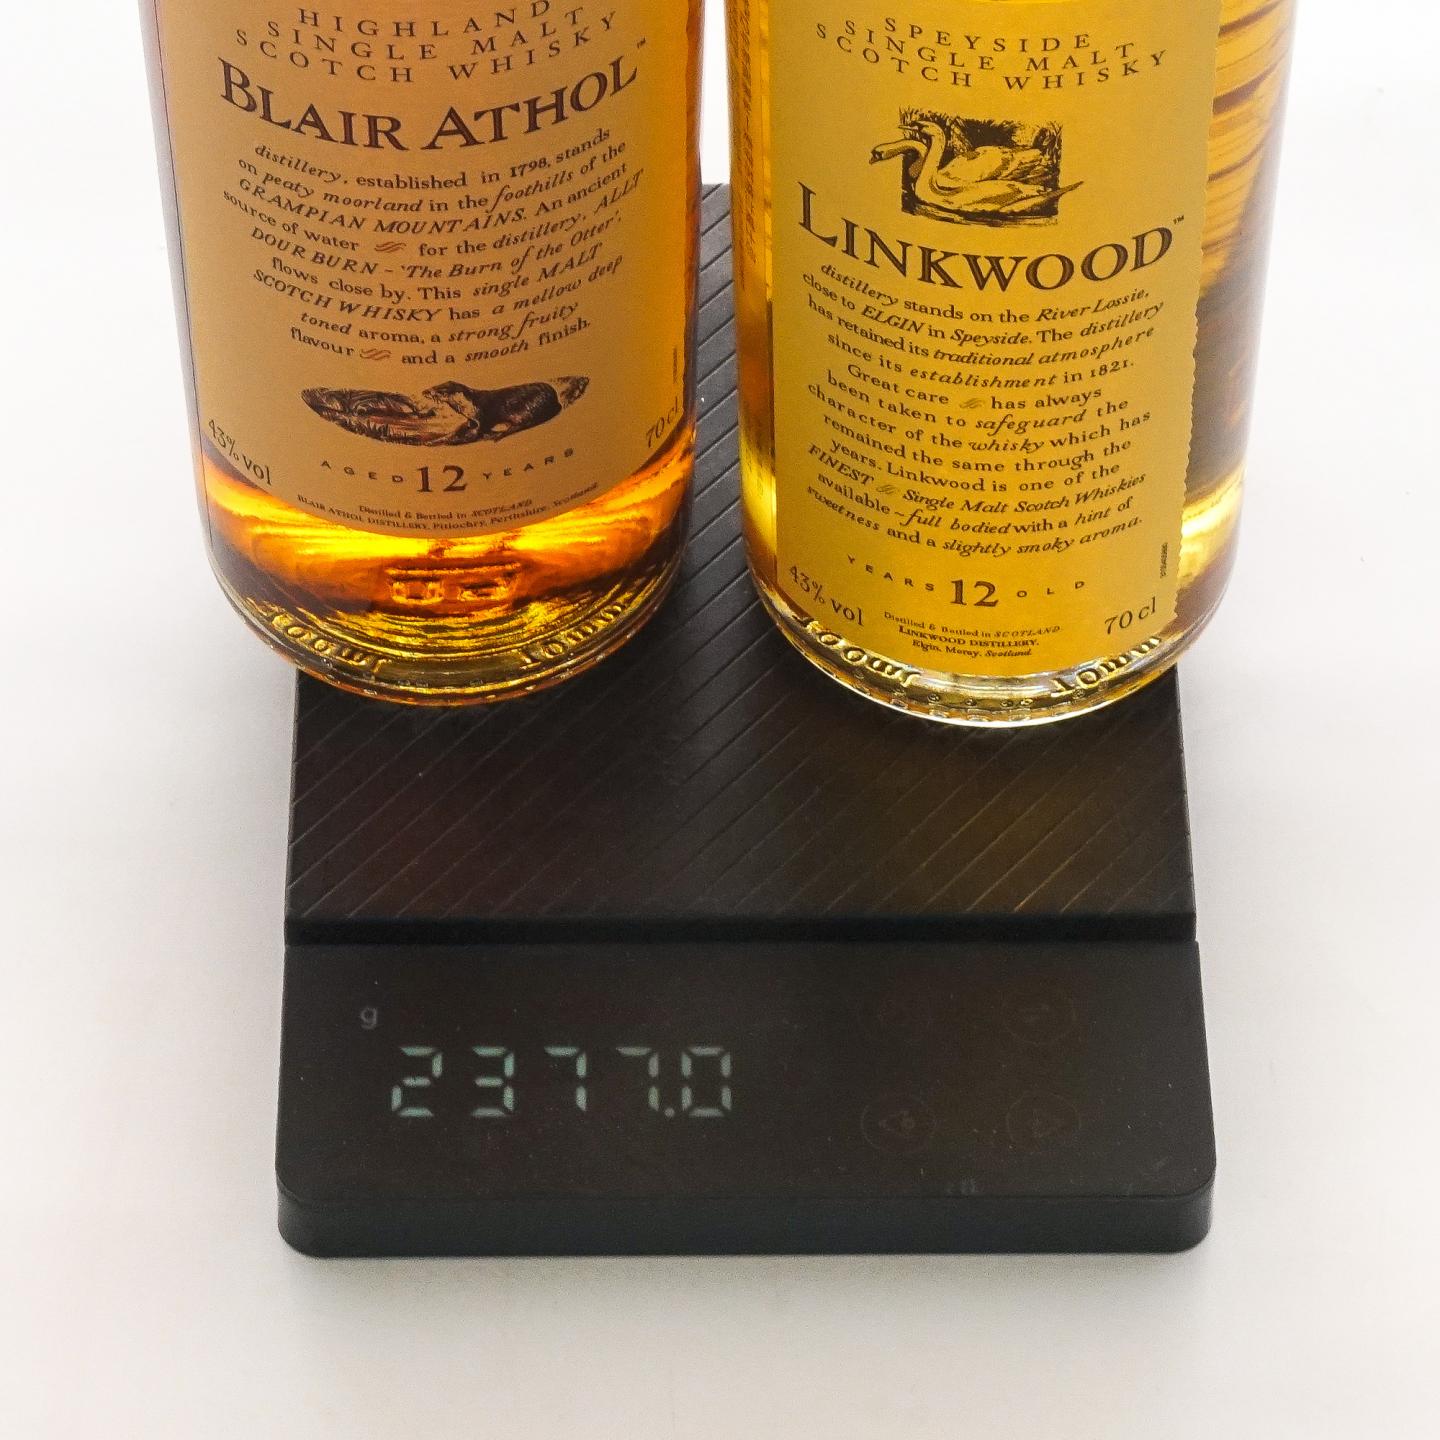 HIGHLAND
SINGLE MALT
SCOTCH WHISKY
BLAIR ATHOL™
distillery, established in 1798, stands
on peaty moorland in the foothills of the
GRAMPIAN MOUNTAINS. An ancient
source of water for the distillery, ALLT
DOUR BURN ~ 'The Burn of the Otter',
flows close by. This single MALT
SCOTCH WHISKY has a mellow deep
toned aroma, a strong fruity
flavour and a smooth finish.
43% vol
70 cl
AGED 12 YEARS
Distilled & Bottled in SCOTLAND
BLAIR ATHOL DISTILLERY, Pitlochry, Perthshire, Scotland
700ml 70mm
SPEYSIDE
SINGLE MALT
SCOTCH WHISKY
LINKWOOD™
distillery stands on the River Lossie,
close to ELGIN in Speyside. The distillery
has retained its traditional atmosphere
since its establishment in 1821.
Great care has always
been taken to safeguard the
character of the whisky which has
remained the same through the
years. Linkwood is one of the
FINEST Single Malt Scotch Whiskies
available ~ full bodied with a hint of
sweetness and a slightly smoky aroma.
YEARS 12 OLD
43% vol
70 cl
Distilled & Bottled in SCOTLAND
LINKWOOD DISTILLERY,
Elgin, Moray, Scotland.
700ml 70mm
g
2377.0